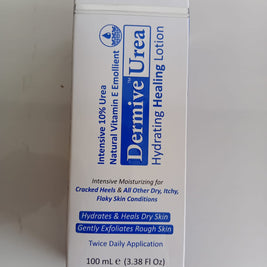 Intensive 10% Urea
Natural Vitamin E Emollient
Dermive™ Urea
Hydrating Healing Lotion
Intensive Moisturizing for
Cracked Heels & All Other Dry, Itchy,
Flaky Skin Conditions
Hydrates & Heals Dry Skin
Gently Exfoliates Rough Skin
Twice Daily Application
100 mL ℮ (3.38 Fl Oz)